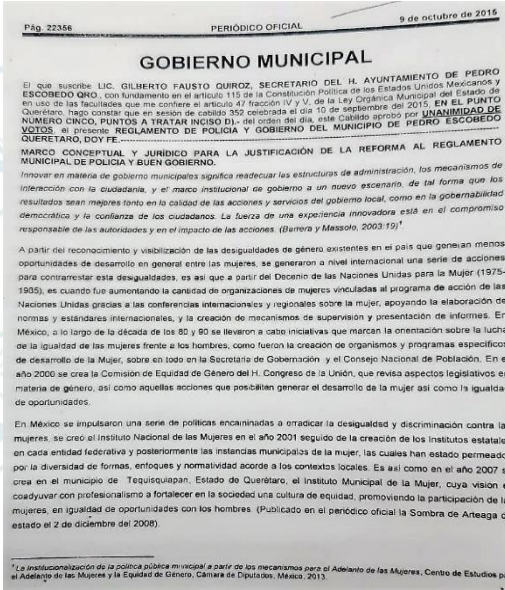 Pág. 22356 PERIÓDICO OFICIAL 9 de octubre de 2015
GOBIERNO MUNICIPAL
El que suscribe LIC. GILBERTO FAUSTO QUIROZ, SECRETARIO DEL H. AYUNTAMIENTO DE PEDRO
ESCOBEDO QRO., con fundamento en el artículo 115 de la Constitución Política de los Estados Unidos Mexicanos y
en uso de las facultades que me confiere el artículo 47 fracción IV y V, de la Ley Orgánica Municipal del Estado de
Querétaro, hago constar que en sesión de cabildo 352 celebrada el día 10 de septiembre del 2015, EN EL PUNTO
NÚMERO CINCO, PUNTOS A TRATAR INCISO D).- del orden del día, este Cabildo aprobó por UNANIMIDAD DE
VOTOS, el presente REGLAMENTO DE POLICIA Y GOBIERNO DEL MUNICIPIO DE PEDRO ESCOBEDO
QUERETARO, DOY FE.
MARCO CONCEPTUAL Y JURÍDICO PARA LA JUSTIFICACIÓN DE LA REFORMA AL REGLAMENTO
MUNICIPAL DE POLICÍA Y BUEN GOBIERNO.
Innovar en materia de gobierno municipales significa readecuar las estructuras de administración, los mecanismos de
interacción con la ciudadanía, y el marco institucional de gobierno a un nuevo escenario, de tal forma que los
resultados sean mejores tanto en la calidad de las acciones y servicios del gobierno local, como en la gobernabilidad
democrática y la confianza de los ciudadanos. La fuerza de una experiencia innovadora está en el compromiso
responsable de las autoridades y en el impacto de las acciones. (Barrera y Massolo, 2003:19)¹
A partir del reconocimiento y visibilización de las desigualdades de género existentes en el país que generan menos
oportunidades de desarrollo en general entre las mujeres, se generaron a nivel internacional una serie de acciones
para contrarrestar esta desigualdades, es así que a partir del Decenio de las Naciones Unidas para la Mujer (1975-
1985), es cuando fue aumentando la cantidad de organizaciones de mujeres vinculadas al programa de acción de las
Naciones Unidas gracias a las conferencias internacionales y regionales sobre la mujer, apoyando la elaboración de
normas y estándares internacionales, y la creación de mecanismos de supervisión y presentación de informes. En
México, a lo largo de la década de los 80 y 90 se llevaron a cabo iniciativas que marcan la orientación sobre la lucha
de la igualdad de las mujeres frente a los hombres, como fueron la creación de organismos y programas específicos
de desarrollo de la Mujer, sobre en todo en la Secretaría de Gobernación y el Consejo Nacional de Población. En e
año 2000 se crea la Comisión de Equidad de Género del H. Congreso de la Unión, que revisa aspectos legislativos en
materia de género, así como aquellas acciones que posibiliten generar el desarrollo de la mujer así como la igualda
de oportunidades.
En México se impulsaron una serie de políticas encaminadas a erradicar la desigualdad y discriminación contra la
mujeres, se creó el Instituto Nacional de las Mujeres en el año 2001 seguido de la creación de los Institutos estatale
en cada entidad federativa y posteriormente las instancias municipales de la mujer, las cuales han estado permeado
por la diversidad de formas, enfoques y normatividad acorde a los contextos locales. Es así como en el año 2007 s
crea en el municipio de Tequisquiapan, Estado de Querétaro, el Instituto Municipal de la Mujer, cuya visión e
coadyuvar con profesionalismo a fortalecer en la sociedad una cultura de equidad, promoviendo la participación de la
mujeres, en igualdad de oportunidades con los hombres. (Publicado en el periódico oficial la Sombra de Arteaga d
estado el 2 de diciembre del 2008).
¹ La Institucionalización de la política pública municipal a partir de los mecanismos para el Adelanto de las Mujeres, Centro de Estudios p
el Adelanto de las Mujeres y la Equidad de Género, Cámara de Diputados, México, 2013.